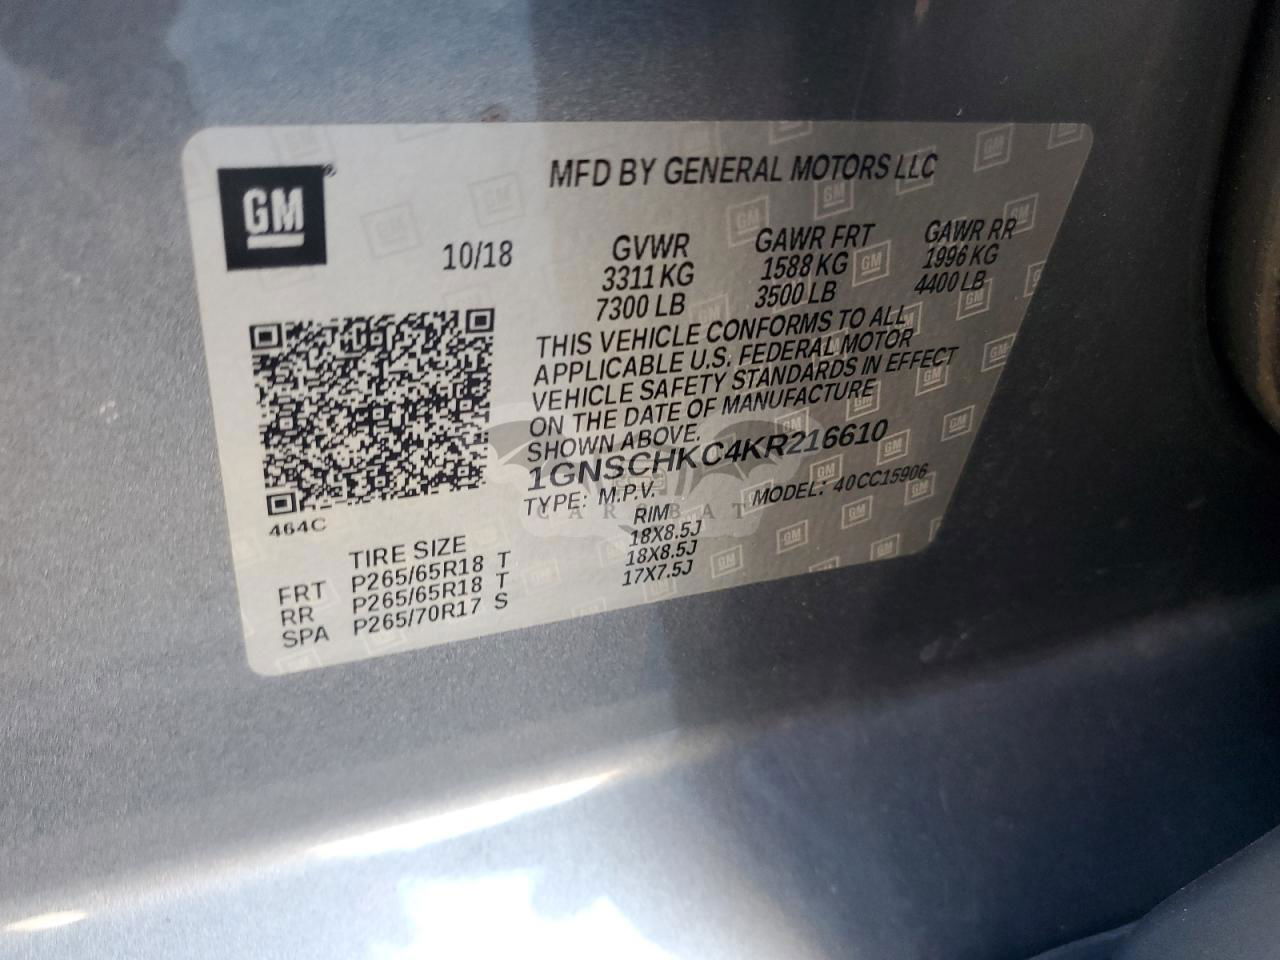 GM
MFD BY GENERAL MOTORS LLC
10/18
GVWR GAWR FRT GAWR RR
3311 KG 1588 KG 1996 KG
7300 LB 3500 LB 4400 LB
THIS VEHICLE CONFORMS TO ALL
APPLICABLE U.S. FEDERAL MOTOR
VEHICLE SAFETY STANDARDS IN EFFECT
ON THE DATE OF MANUFACTURE
SHOWN ABOVE.
1GNSCHKC4KR216610
TYPE: M.P.V. MODEL: 40CC15906
464C
TIRE SIZE RIM
FRT P265/65R18 T 18X8.5J
RR P265/65R18 T 18X8.5J
SPA P265/70R17 S 17X7.5J